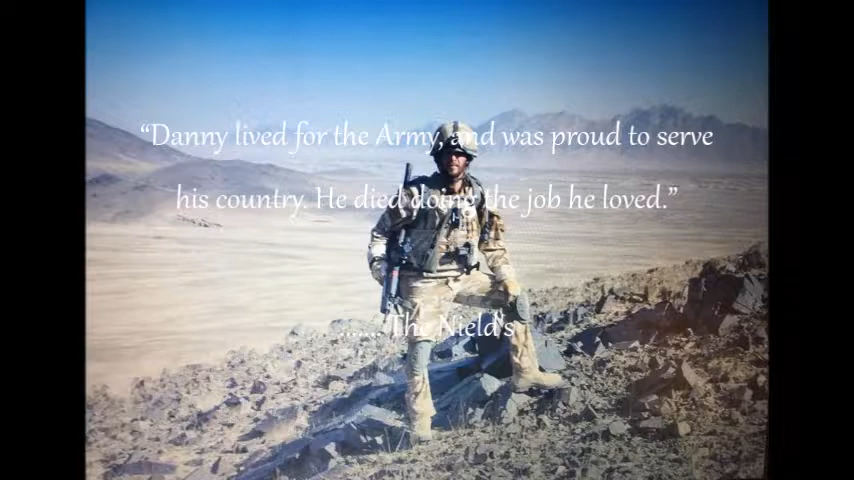 “Danny lived for the Army, and was proud to serve
his country. He died doing the job he loved.”
....... The Nield's